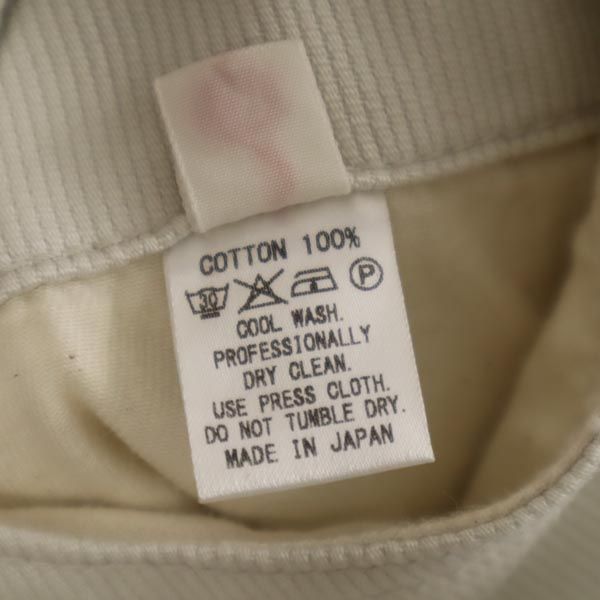 COTTON 100%
30 P
COOL WASH.
PROFESSIONALLY
DRY CLEAN.
USE PRESS CLOTH.
DO NOT TUMBLE DRY.
MADE IN JAPAN